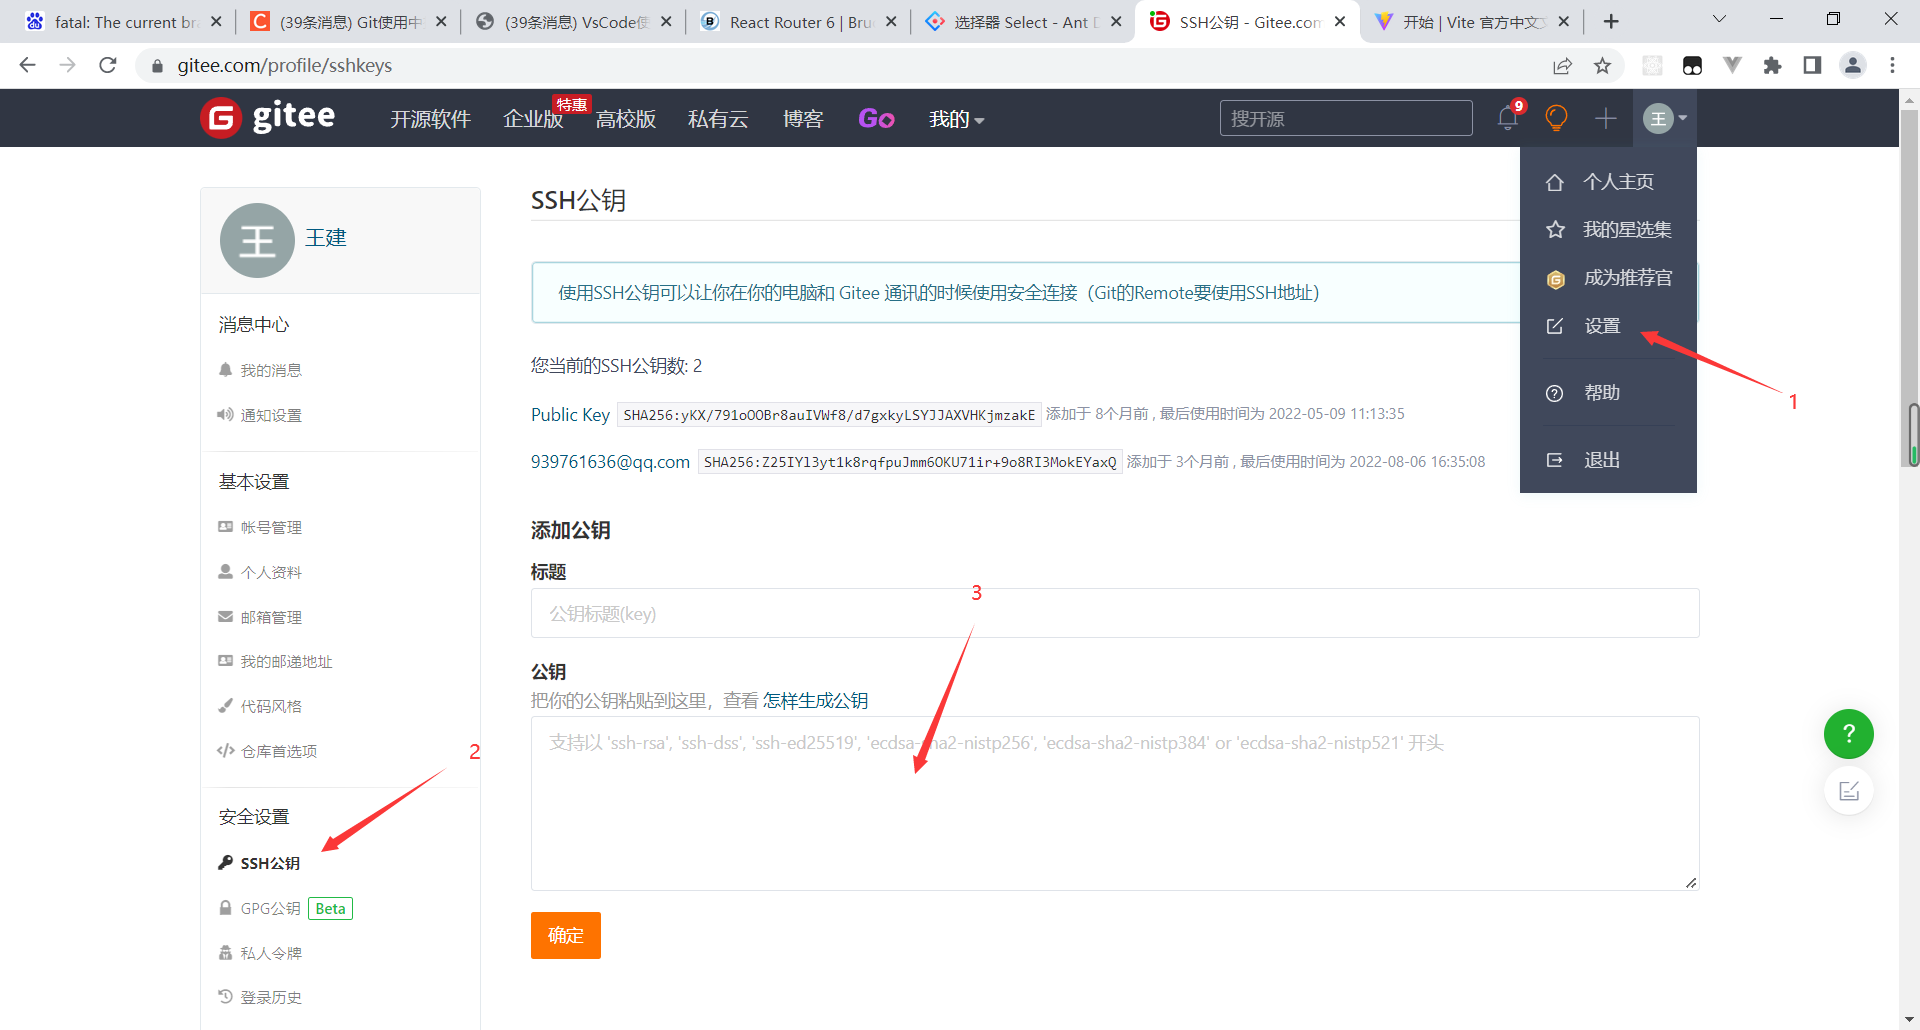 fatal: The current bra
(39条消息) Git使用中
(39条消息) VsCode使
React Router 6 | Bru
选择器 Select - Ant D
SSH公钥 - Gitee.com
开始 | Vite 官方中文文
gitee.com/profile/sshkeys
gitee
开源软件
企业版
特惠
高校版
私有云
博客
Go
我的
搜开源
9
王
个人主页
我的星选集
成为推荐官
设置
帮助
退出
1
王
王建
消息中心
我的消息
通知设置
基本设置
帐号管理
个人资料
邮箱管理
我的邮递地址
代码风格
仓库首选项
2
安全设置
SSH公钥
GPG公钥 Beta
私人令牌
登录历史
SSH公钥
使用SSH公钥可以让你在你的电脑和 Gitee 通讯的时候使用安全连接（Git的Remote要使用SSH地址）
您当前的SSH公钥数: 2
Public Key SHA256:yKX/791oOOBr8auIVWf8/d7gxkyLSYJJAXVHKjmzakE 添加于 8个月前 , 最后使用时间为 2022-05-09 11:13:35
939761636@qq.com SHA256:Z25IYl3yt1k8rqfpuJmm6OKU71ir+9o8RI3MokEYaxQ 添加于 3个月前 , 最后使用时间为 2022-08-06 16:35:08
添加公钥
标题
3
公钥标题(key)
公钥
把你的公钥粘贴到这里，查看 怎样生成公钥
支持以 'ssh-rsa', 'ssh-dss', 'ssh-ed25519', 'ecdsa-sha2-nistp256', 'ecdsa-sha2-nistp384' or 'ecdsa-sha2-nistp521' 开头
确定
?